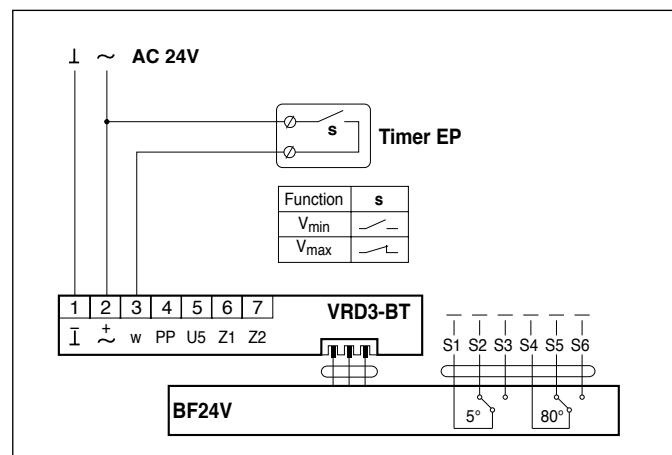 ⊥ ~ AC 24V
s
Timer EP
Function s
Vmin
Vmax
1 2 3 4 5 6 7
VRD3-BT
⊥ ~ + w PP U5 Z1 Z2
S1 S2 S3 S4 S5 S6
BF24V
5° 80°